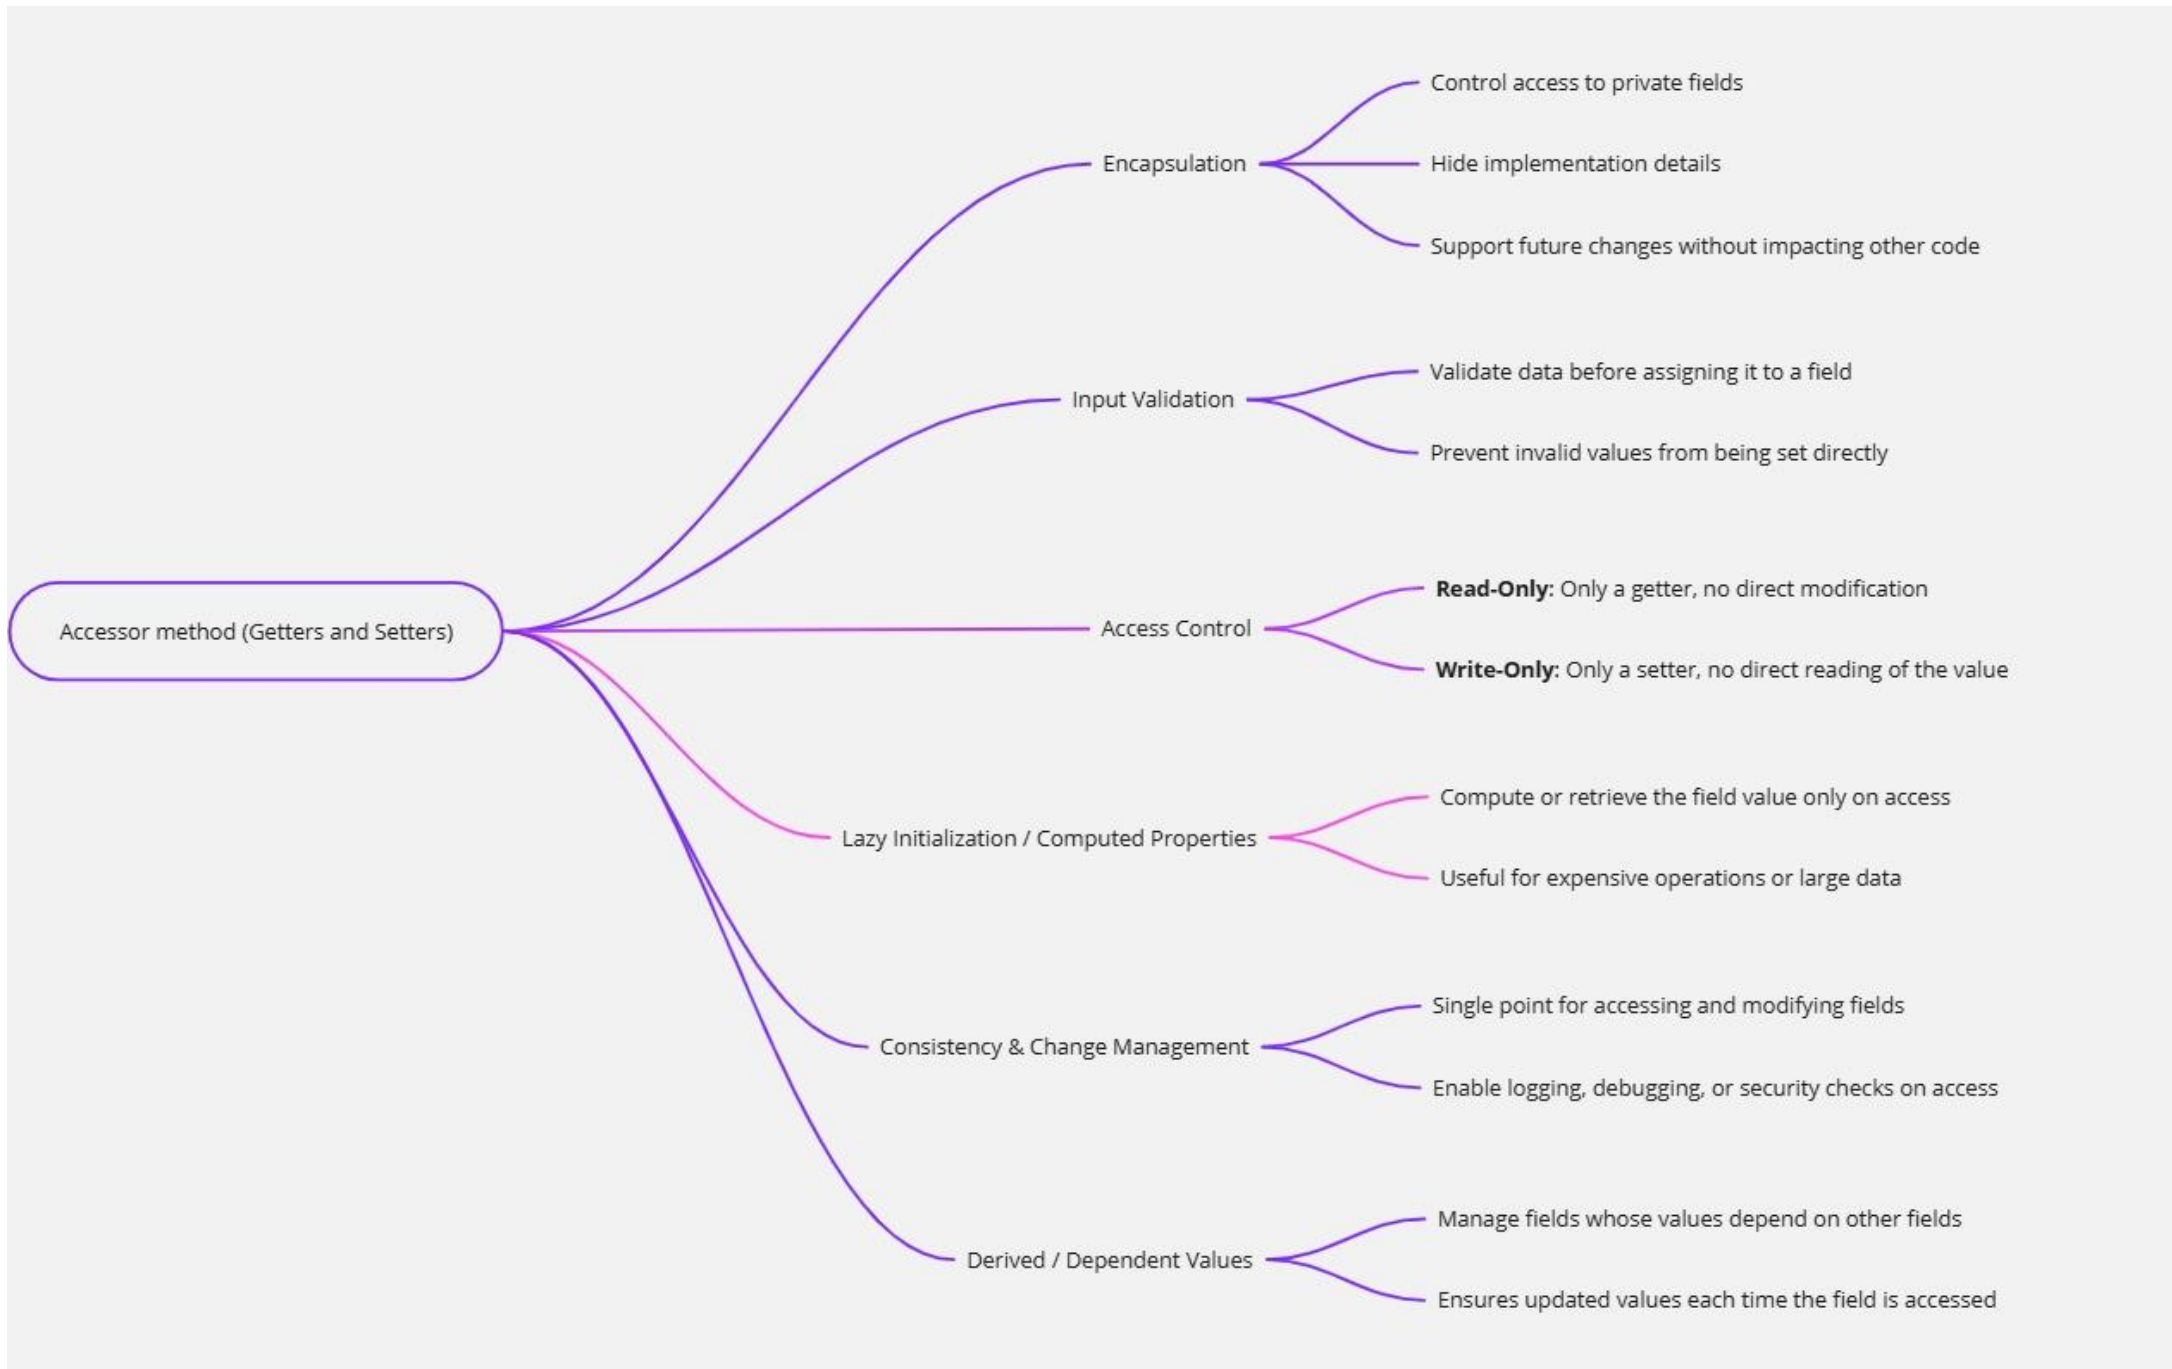 Accessor method (Getters and Setters)
Encapsulation
Control access to private fields
Hide implementation details
Support future changes without impacting other code
Input Validation
Validate data before assigning it to a field
Prevent invalid values from being set directly
Access Control
Read-Only: Only a getter, no direct modification
Write-Only: Only a setter, no direct reading of the value
Lazy Initialization / Computed Properties
Compute or retrieve the field value only on access
Useful for expensive operations or large data
Consistency & Change Management
Single point for accessing and modifying fields
Enable logging, debugging, or security checks on access
Derived / Dependent Values
Manage fields whose values depend on other fields
Ensures updated values each time the field is accessed